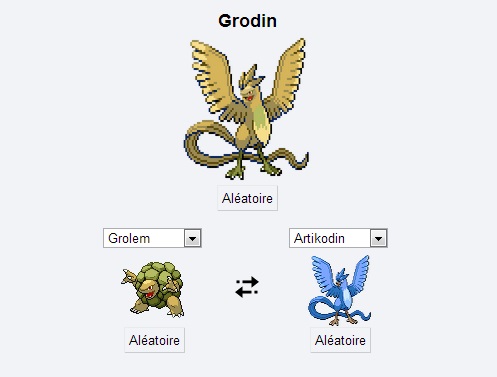 Grodin
Aléatoire
Grolem
Artikodin
Aléatoire
Aléatoire